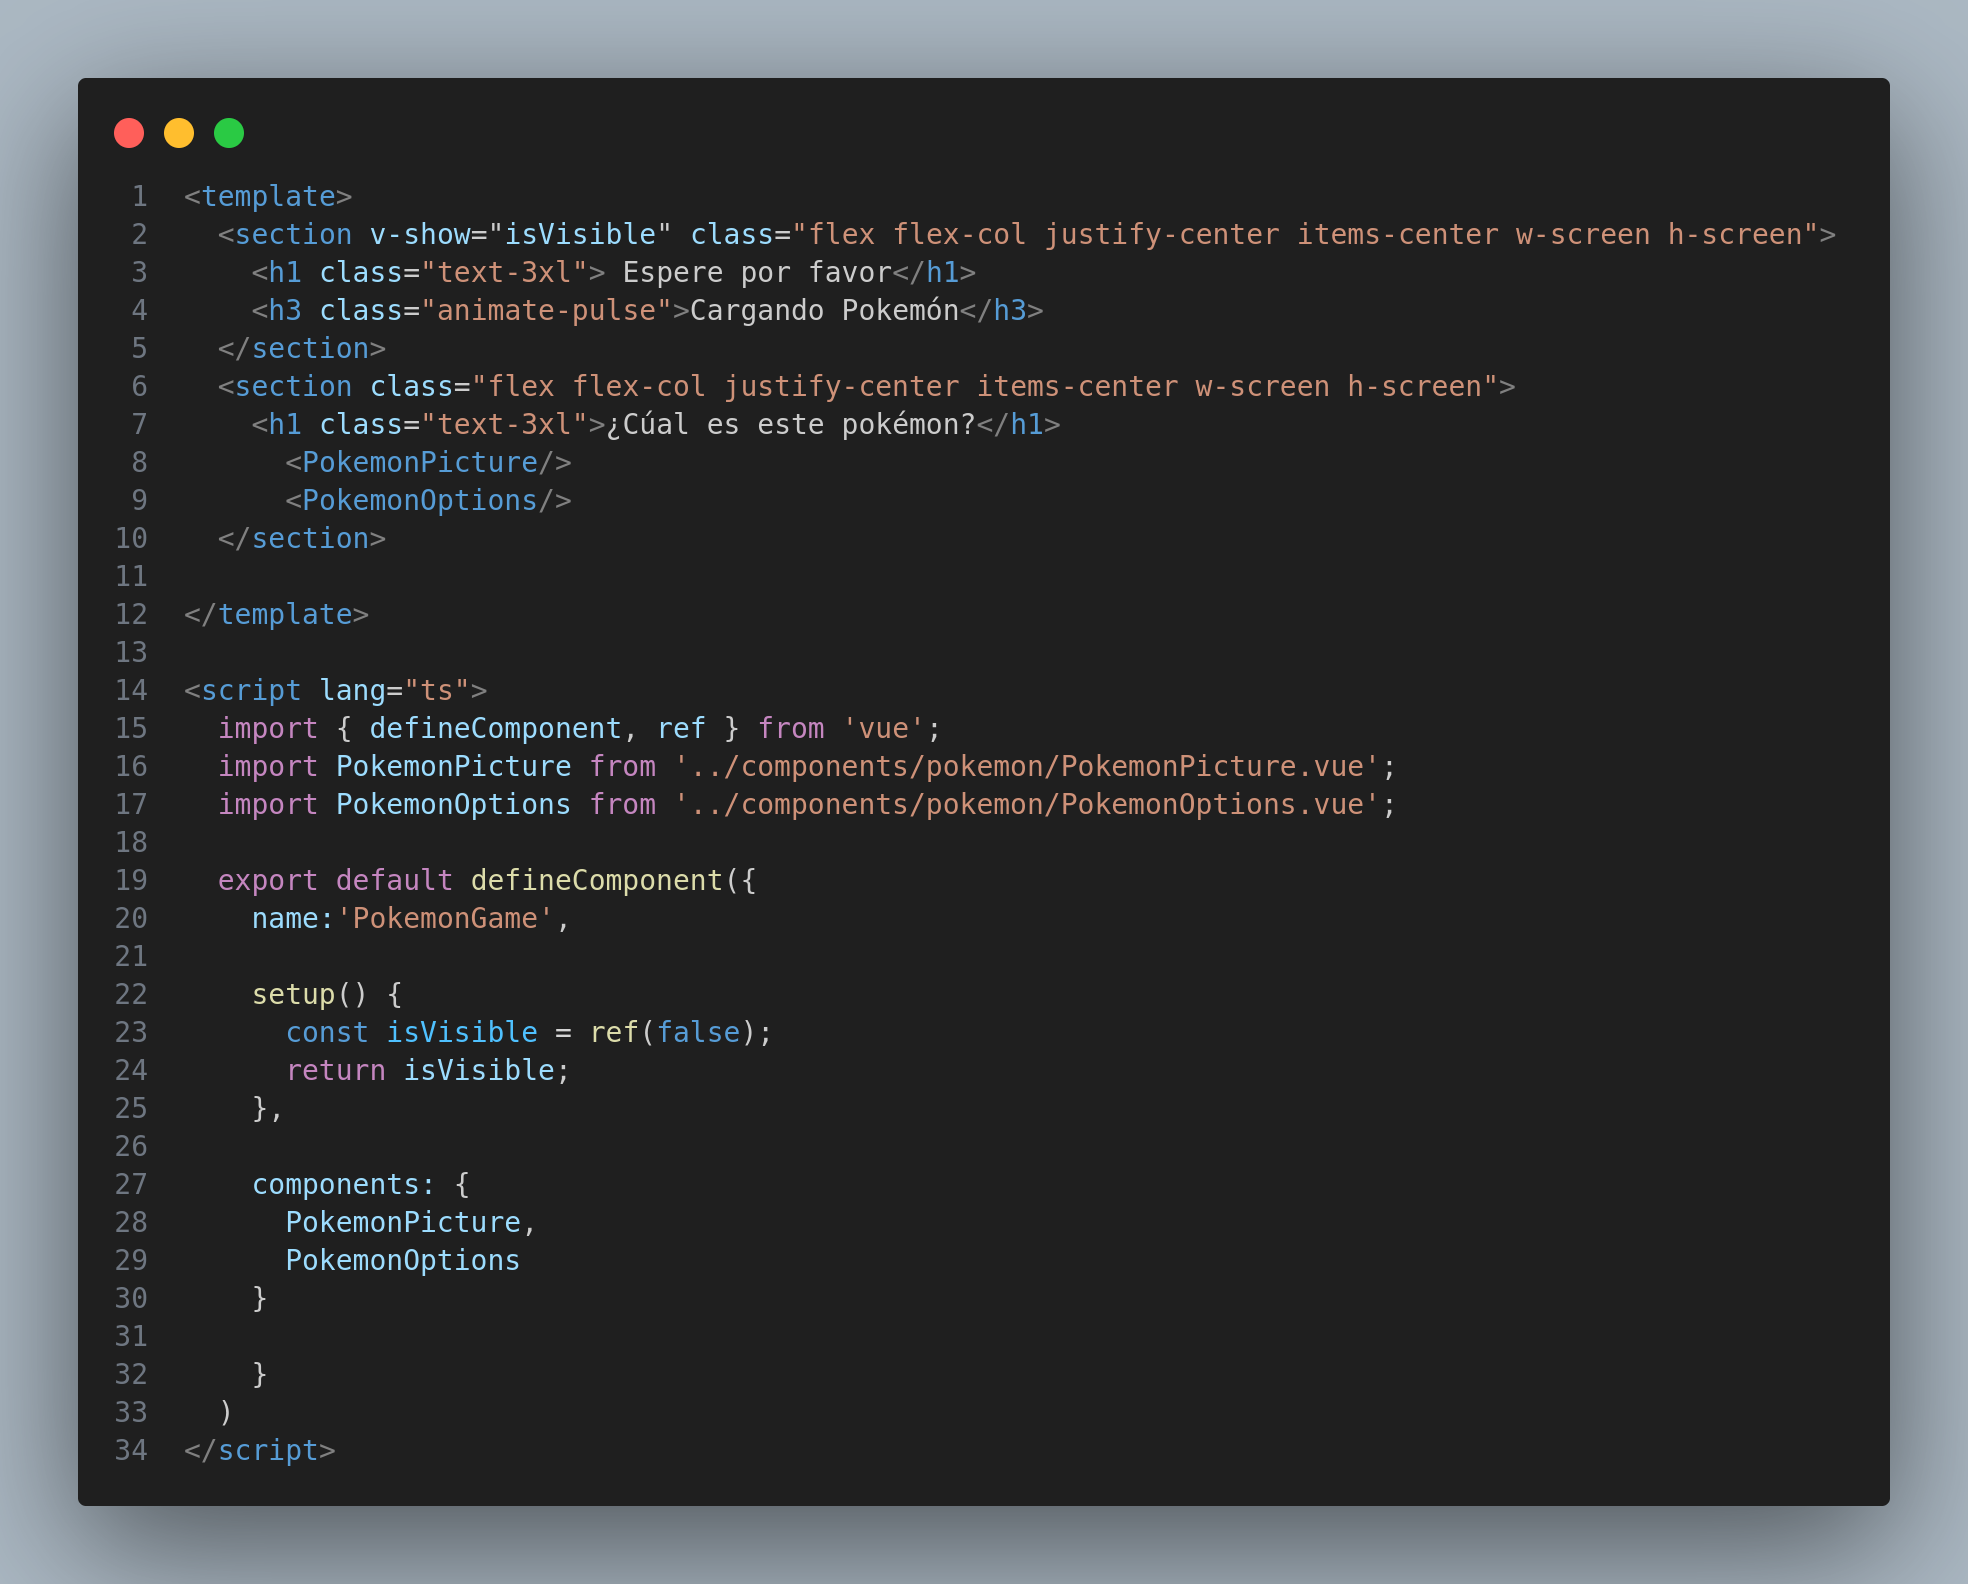 1 <template>
2   <section v-show="isVisible" class="flex flex-col justify-center items-center w-screen h-screen">
3     <h1 class="text-3xl"> Espere por favor</h1>
4     <h3 class="animate-pulse">Cargando Pokemón</h3>
5   </section>
6   <section class="flex flex-col justify-center items-center w-screen h-screen">
7     <h1 class="text-3xl">¿Cúal es este pokémon?</h1>
8       <PokemonPicture/>
9       <PokemonOptions/>
10   </section>
11
12 </template>
13
14 <script lang="ts">
15   import { defineComponent, ref } from 'vue';
16   import PokemonPicture from '../components/pokemon/PokemonPicture.vue';
17   import PokemonOptions from '../components/pokemon/PokemonOptions.vue';
18
19   export default defineComponent({
20     name:'PokemonGame',
21
22     setup() {
23       const isVisible = ref(false);
24       return isVisible;
25     },
26
27     components: {
28       PokemonPicture,
29       PokemonOptions
30     }
31
32     }
33   )
34 </script>